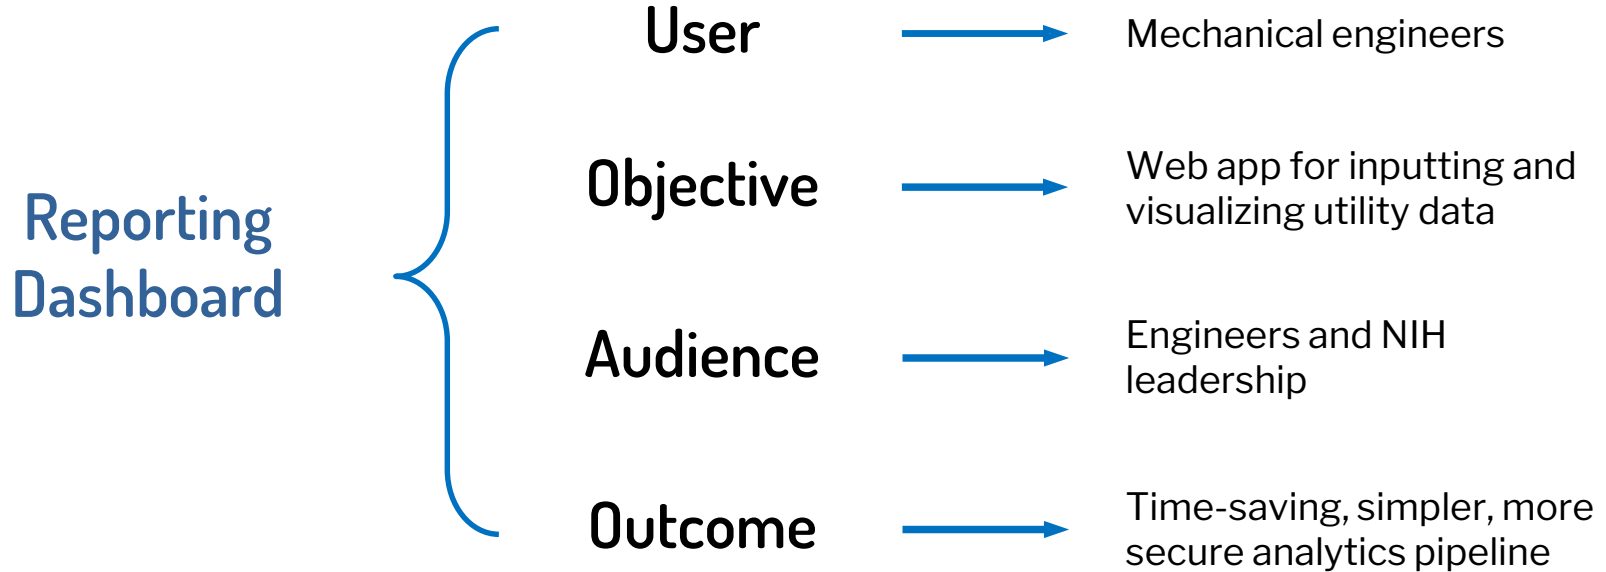 Reporting
Dashboard
User
Mechanical engineers
Objective
Web app for inputting and
visualizing utility data
Audience
Engineers and NIH
leadership
Outcome
Time-saving, simpler, more
secure analytics pipeline